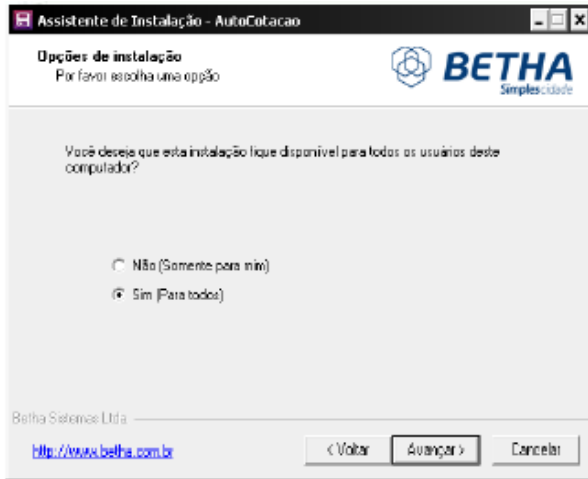 Assistente de Instalação - AutoCotacao
Opções de instalação
Por favor escolha uma opção
BETHA
Simplescidade
Você deseja que esta instalação fique disponível para todos os usuários deste
computador?
Não (Somente para mim)
Sim (Para todos)
Betha Sistemas Ltda
http://www.betha.com.br
< Voltar
Avançar >
Cancelar